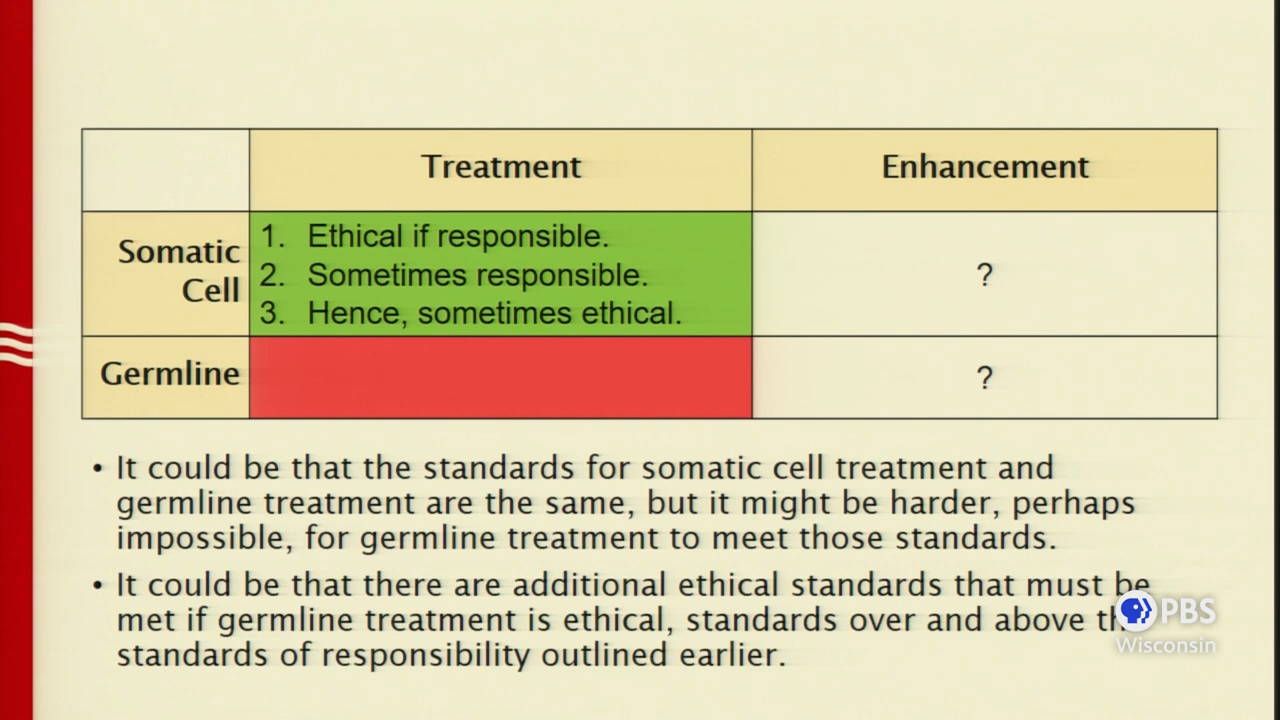 Treatment Enhancement
Somatic Cell
1. Ethical if responsible.
2. Sometimes responsible.
3. Hence, sometimes ethical.
?
Germline
?
• It could be that the standards for somatic cell treatment and
germline treatment are the same, but it might be harder, perhaps
impossible, for germline treatment to meet those standards.
• It could be that there are additional ethical standards that must be
met if germline treatment is ethical, standards over and above
standards of responsibility outlined earlier.
PBS
Wisconsin